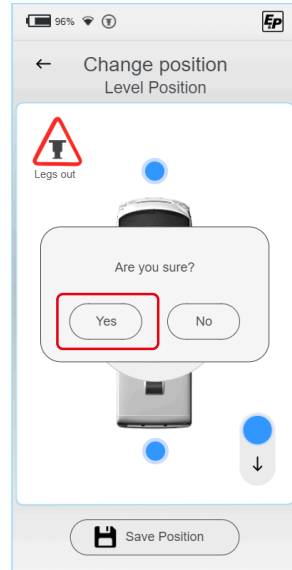 96%
EP
Change position
Level Position
Legs out
Are you sure?
Yes
No
Save Position